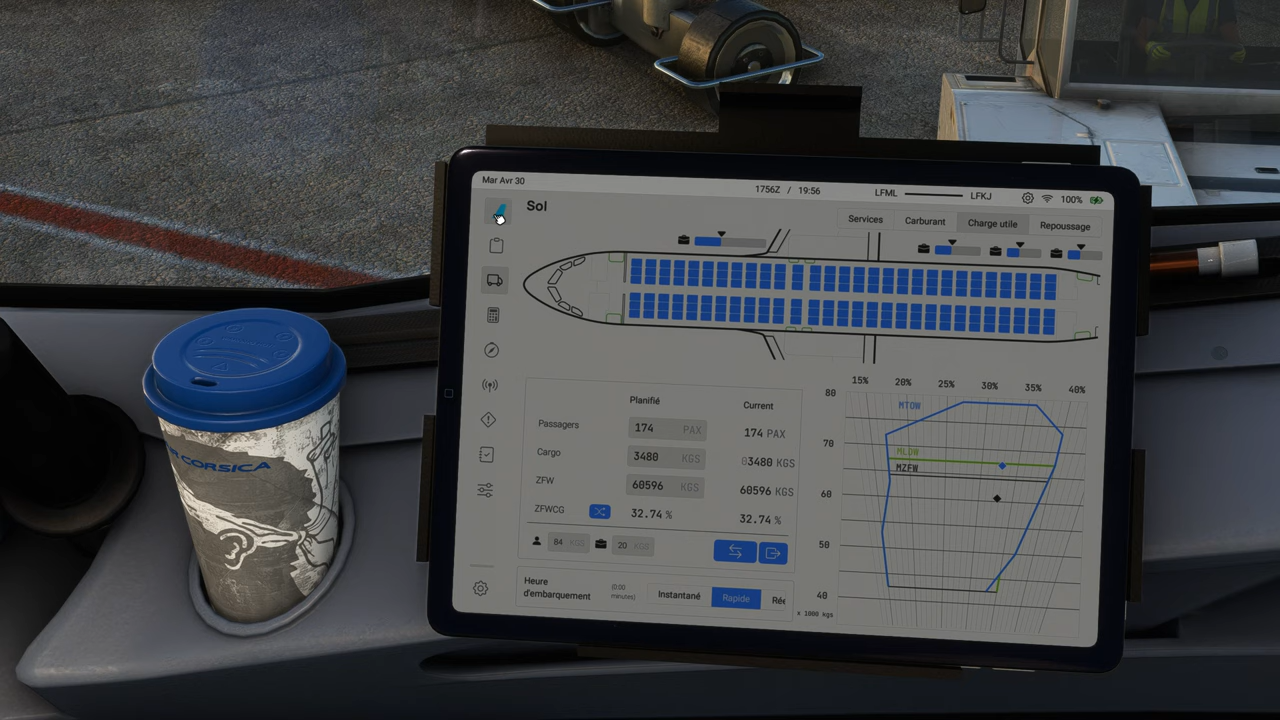 Mar Avr 30
1756Z / 19:56
LFML LFKJ
100%
Sol
Services Carburant Charge utile Repoussage
Planifié Current
Passagers 174 PAX 174 PAX
Cargo 3480 KGS 03480 KGS
ZFW 60596 KGS 60596 KGS
ZFWCG 32.74 % 32.74 %
84 KGS 20 KGS
Heure
d'embarquement
(0:00
minutes)
Instantané Rapide Rée
15% 20% 25% 30% 35% 40%
80
70
60
50
40
x 1000 kgs
MTOW
MLDW
MZFW
R CORSICA